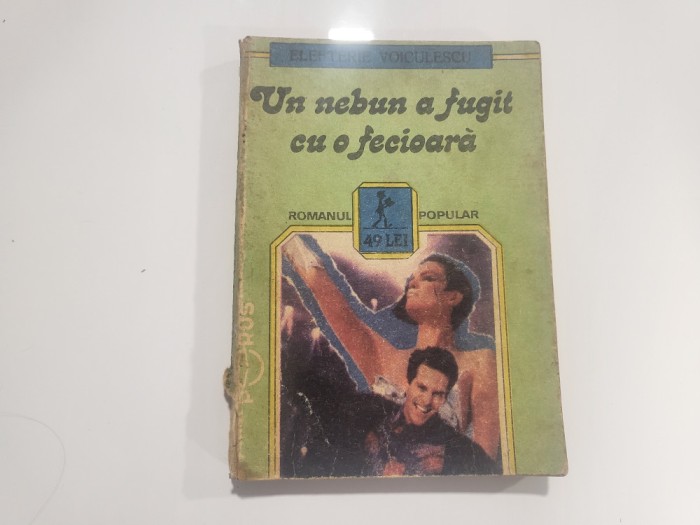 ELEFTERIE VOICULESCU
Un nebun a fugit
cu o fecioară
ROMANUL POPULAR
49 LEI